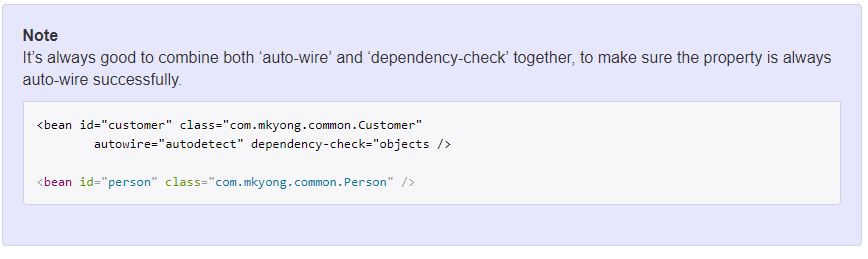 Note
It’s always good to combine both ‘auto-wire’ and ‘dependency-check’ together, to make sure the property is always
auto-wire successfully.
<bean id="customer" class="com.mkyong.common.Customer"
        autowire="autodetect" dependency-check="objects />
<bean id="person" class="com.mkyong.common.Person" />